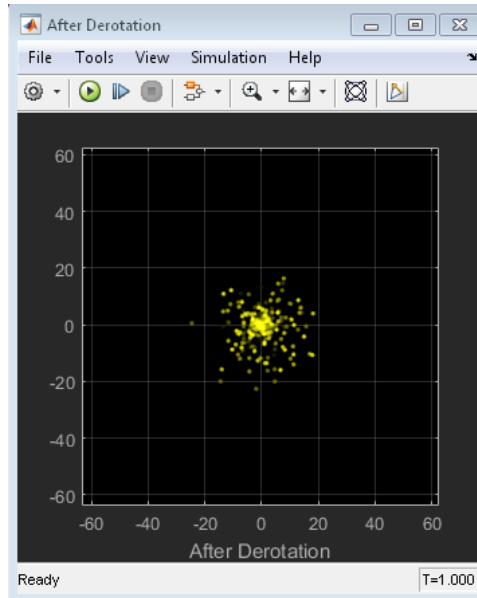 After Derotation
File Tools View Simulation Help
60
40
20
0
-20
-40
-60
-60 -40 -20 0 20 40 60
After Derotation
Ready T=1.000